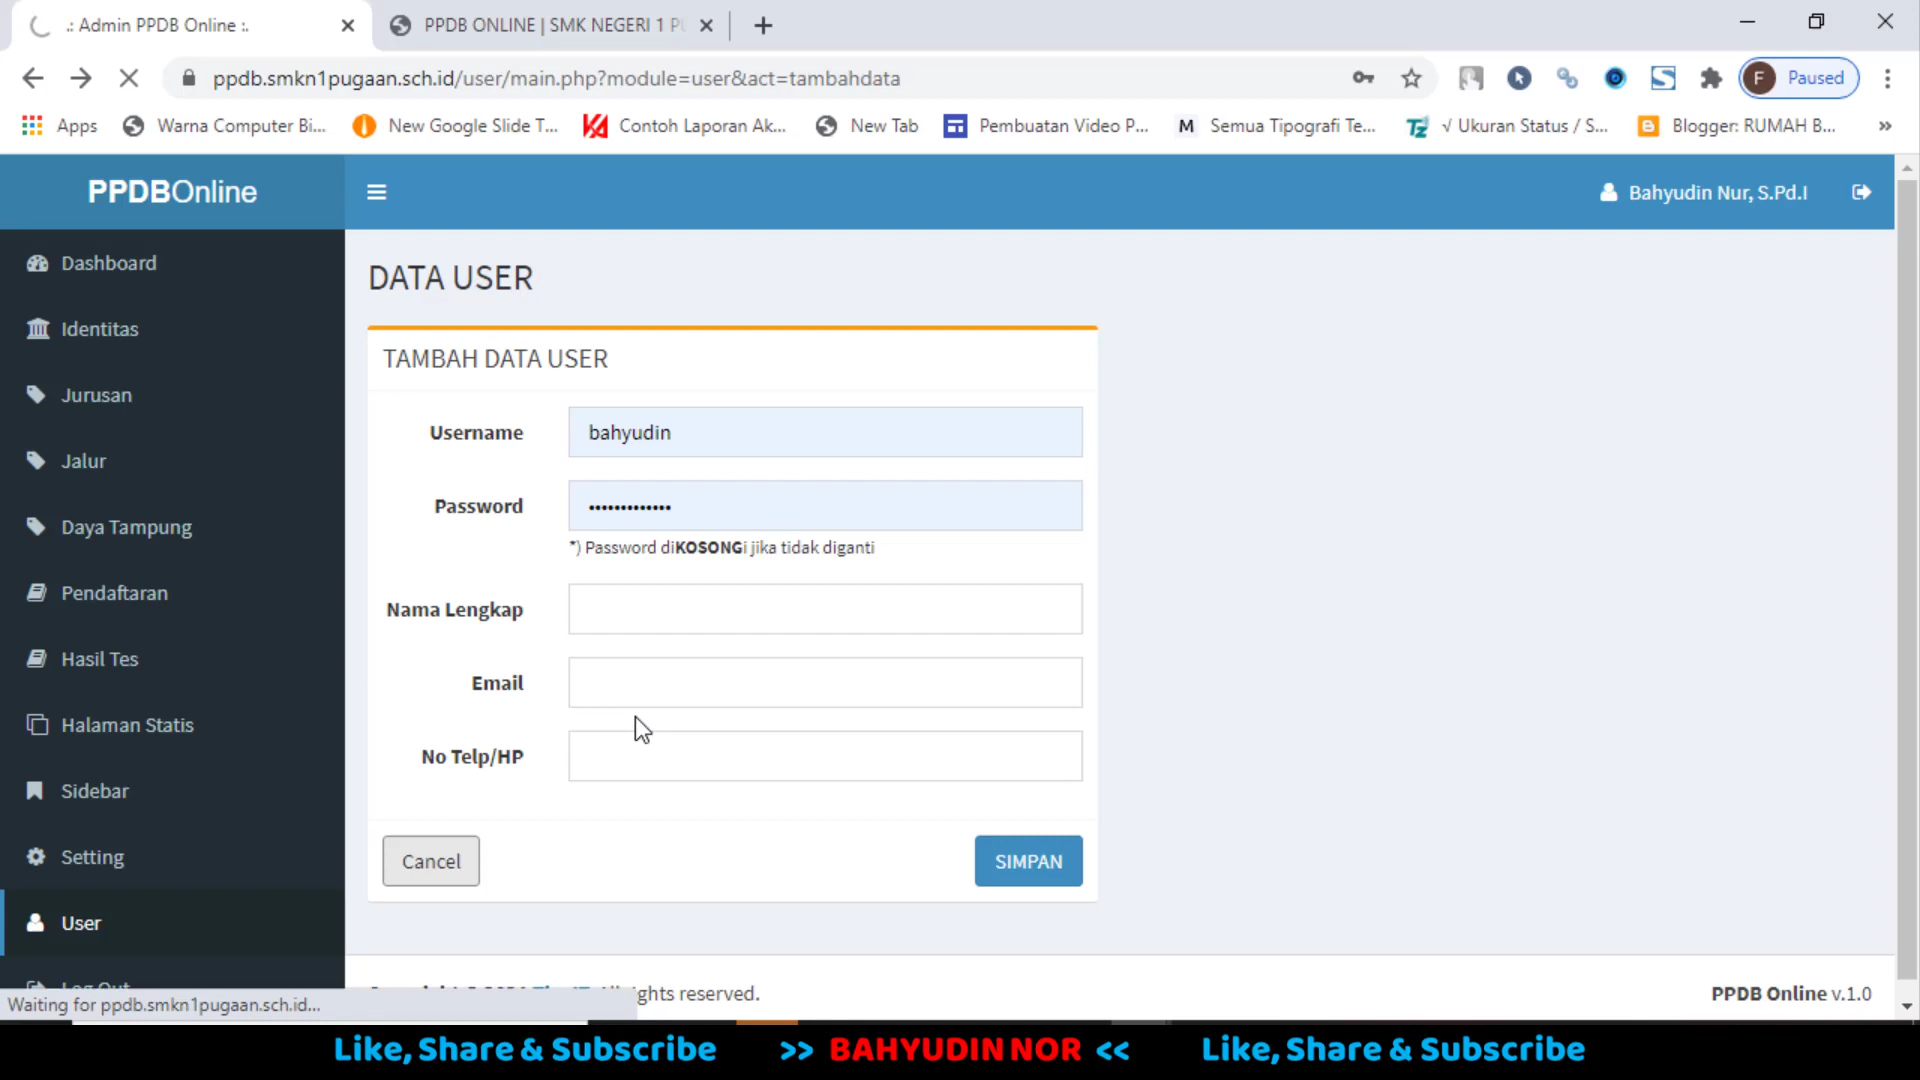 .: Admin PPDB Online :.
PPDB ONLINE | SMK NEGERI 1 PU
ppdb.smkn1pugaan.sch.id/user/main.php?module=user&act=tambahdata
F Paused
Apps
Warna Computer Bi...
New Google Slide T...
Contoh Laporan Ak...
New Tab
Pembuatan Video P...
M Semua Tipografi Te...
√ Ukuran Status / S...
Blogger: RUMAH B...
»
PPDBOnline
Bahyudin Nur, S.Pd.I
Dashboard
Identitas
Jurusan
Jalur
Daya Tampung
Pendaftaran
Hasil Tes
Halaman Statis
Sidebar
Setting
User
Log Out
DATA USER
TAMBAH DATA USER
Username
bahyudin
Password
•••••••••••••
*) Password diKOSONGi jika tidak diganti
Nama Lengkap
Email
No Telp/HP
Cancel
SIMPAN
ights reserved.
PPDB Online v.1.0
Waiting for ppdb.smkn1pugaan.sch.id...
Like, Share & Subscribe >> BAHYUDIN NOR << Like, Share & Subscribe